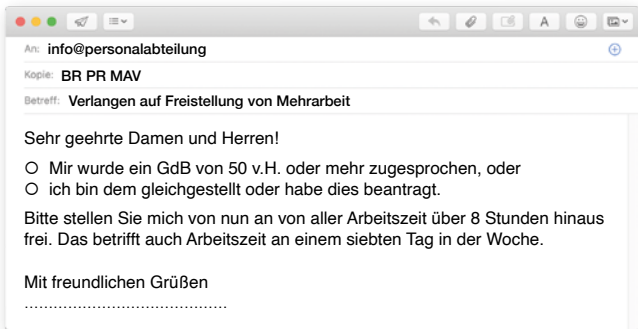 An: info@personalabteilung
Kopie: BR PR MAV
Betreff: Verlangen auf Freistellung von Mehrarbeit
Sehr geehrte Damen und Herren!
O Mir wurde ein GdB von 50 v.H. oder mehr zugesprochen, oder
O ich bin dem gleichgestellt oder habe dies beantragt.
Bitte stellen Sie mich von nun an von aller Arbeitszeit über 8 Stunden hinaus
frei. Das betrifft auch Arbeitszeit an einem siebten Tag in der Woche.
Mit freundlichen Grüßen
..........................................